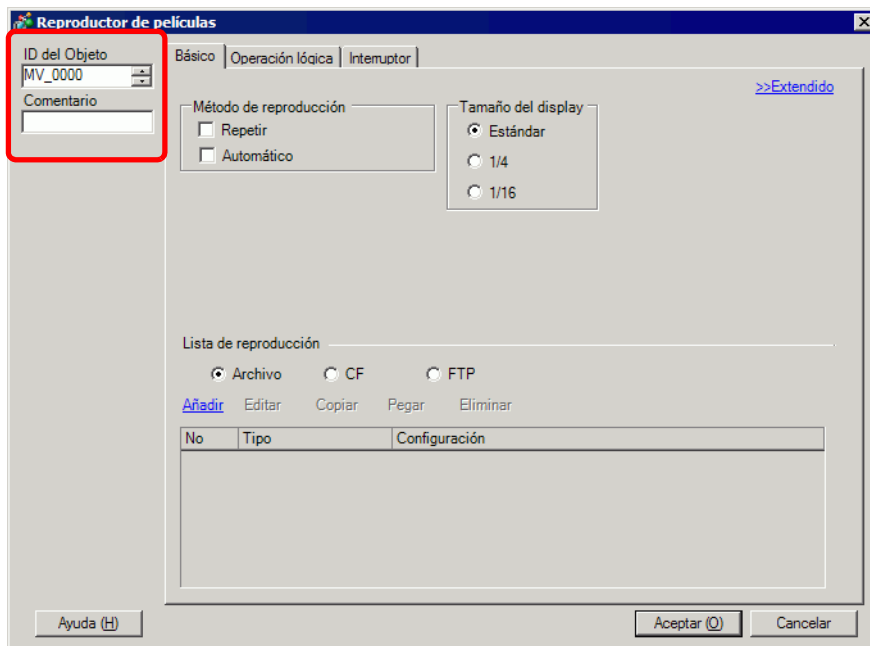 Reproductor de películas
ID del Objeto
MV_0000
Comentario
Básico
Operación lógica
Interruptor
>>Extendido
Método de reproducción
Repetir
Automático
Tamaño del display
Estándar
1/4
1/16
Lista de reproducción
Archivo CF FTP
Añadir Editar Copiar Pegar Eliminar
No Tipo Configuración
Ayuda (H) Aceptar (O) Cancelar